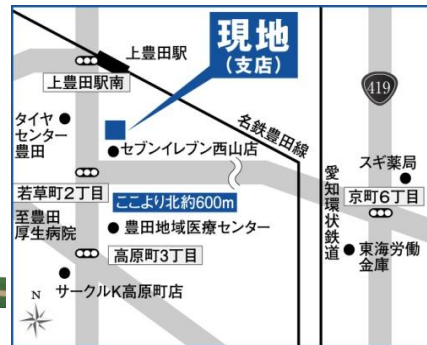 上豊田駅
現地
(支店)
上豊田駅南
419
タイヤ
センター
豊田
名鉄豊田線
セブンイレブン西山店
スギ薬局
愛知環状鉄道
若草町2丁目
ここより北約600m
京町6丁目
至豊田
厚生病院
豊田地域医療センター
高原町3丁目
東海労働
金庫
N
サークルK高原町店